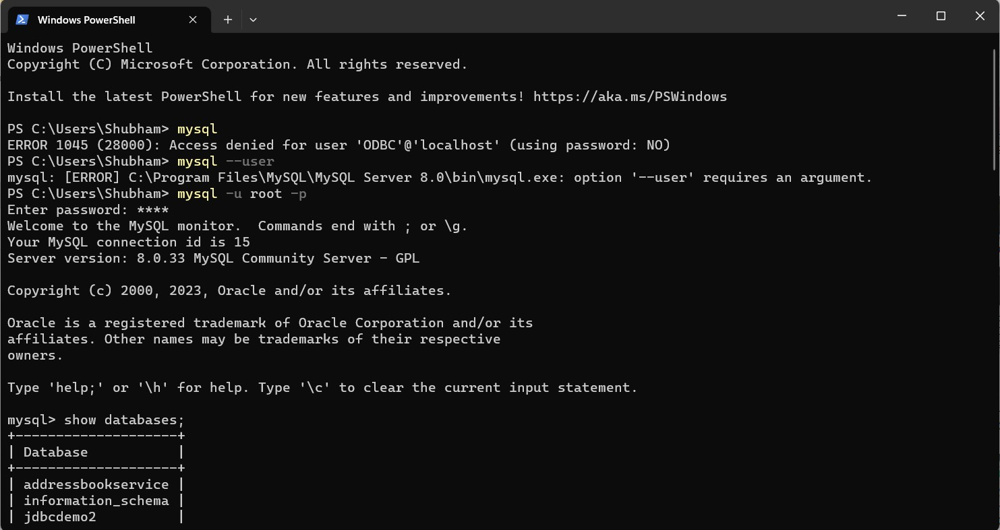 Windows PowerShell
Windows PowerShell
Copyright (C) Microsoft Corporation. All rights reserved.
Install the latest PowerShell for new features and improvements! https://aka.ms/PSWindows
PS C:\Users\Shubham> mysql
ERROR 1045 (28000): Access denied for user 'ODBC'@'localhost' (using password: NO)
PS C:\Users\Shubham> mysql --user
mysql: [ERROR] C:\Program Files\MySQL\MySQL Server 8.0\bin\mysql.exe: option '--user' requires an argument.
PS C:\Users\Shubham> mysql -u root -p
Enter password: ****
Welcome to the MySQL monitor.  Commands end with ; or \g.
Your MySQL connection id is 15
Server version: 8.0.33 MySQL Community Server - GPL
Copyright (c) 2000, 2023, Oracle and/or its affiliates.
Oracle is a registered trademark of Oracle Corporation and/or its
affiliates. Other names may be trademarks of their respective
owners.
Type 'help;' or '\h' for help. Type '\c' to clear the current input statement.
mysql> show databases;
+--------------------+
| Database           |
+--------------------+
| addressbookservice |
| information_schema |
| jdbcdemo2          |